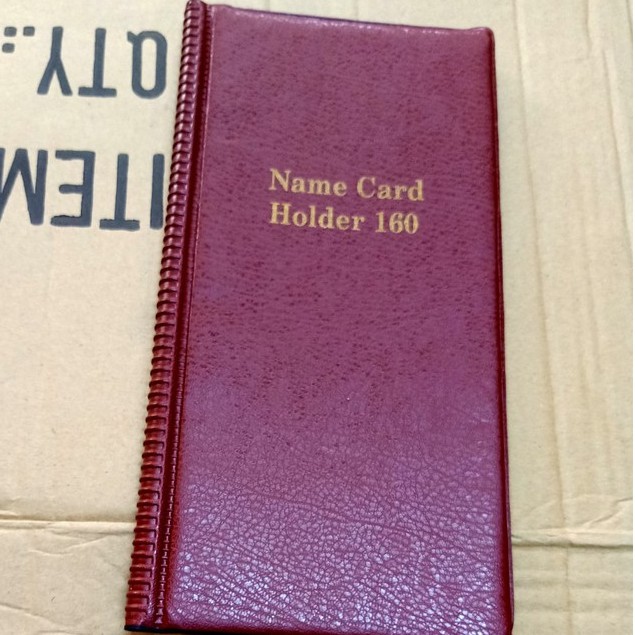 QTY.:
ITEM
Name Card
Holder 160